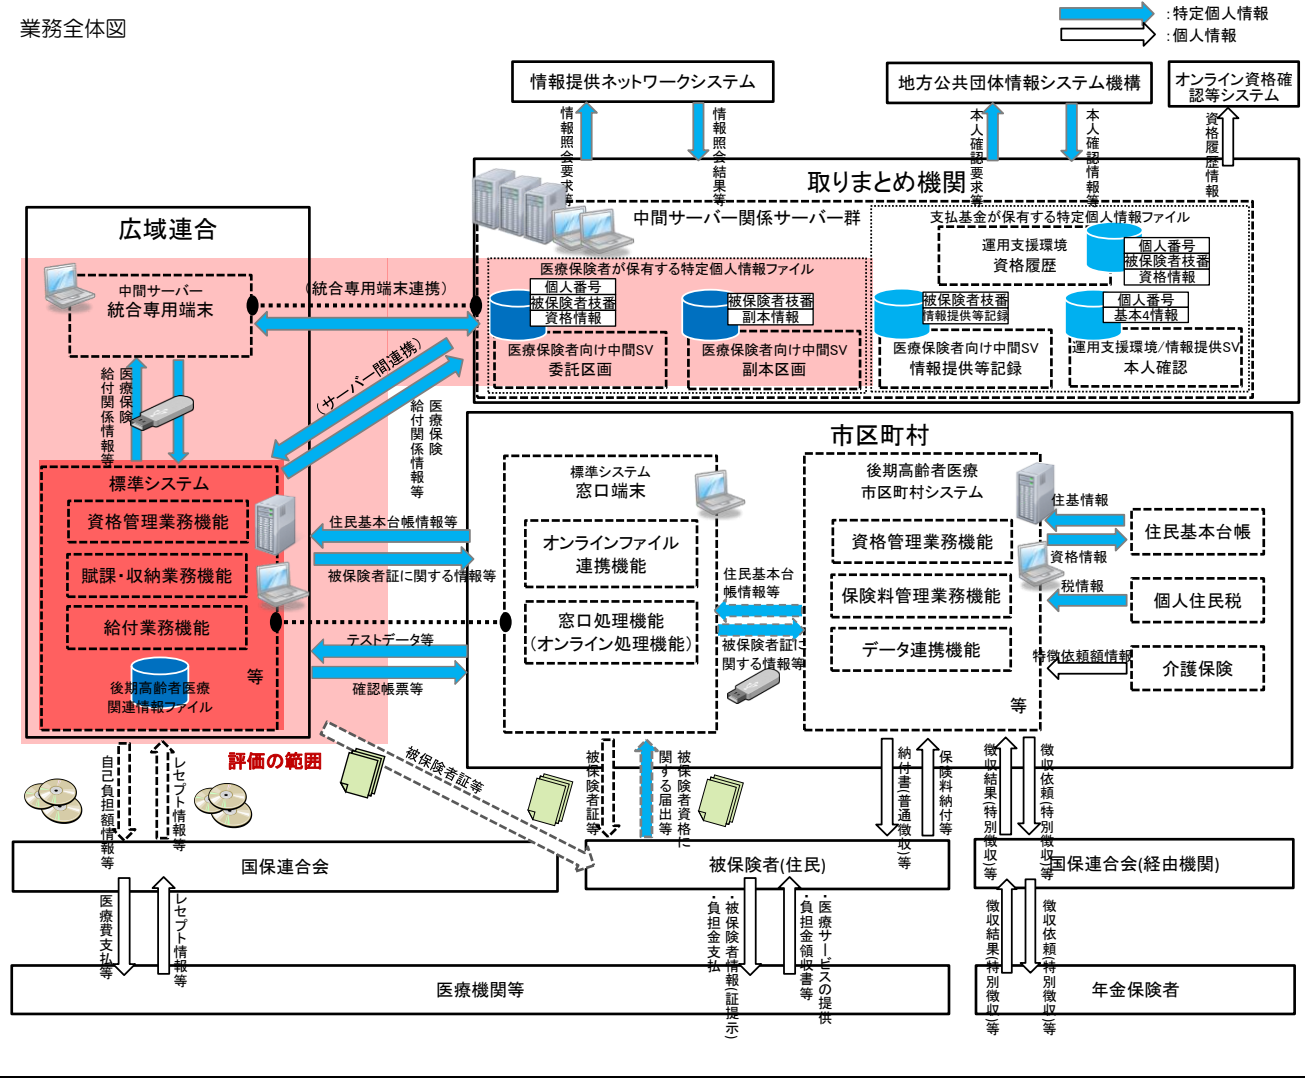 業務全体図
:特定個人情報
:個人情報
情報提供ネットワークシステム
地方公共団体情報システム機構
オンライン資格確
認等システム
情報照会要求等
情報照会結果等
本人確認要求等
本人確認情報等
資格履歴情報
取りまとめ機関
中間サーバー関係サーバー群
支払基金が保有する特定個人情報ファイル
運用支援環境
資格履歴
個人番号
被保険者枝番
資格情報
医療保険者が保有する特定個人情報ファイル
個人番号
被保険者枝番
資格情報
医療保険者向け中間SV
委託区画
被保険者枝番
副本情報
医療保険者向け中間SV
副本区画
被保険者枝番
情報提供等記録
医療保険者向け中間SV
情報提供等記録
個人番号
基本4情報
運用支援環境/情報提供SV
本人確認
広域連合
中間サーバー
統合専用端末
(統合専用端末連携)
(サーバー間連携)
医療保険
給付関係情報等
医療保険
給付関係情報等
標準システム
資格管理業務機能
賦課・収納業務機能
給付業務機能
等
後期高齢者医療
関連情報ファイル
評価の範囲
住民基本台帳情報等
被保険者証に関する情報等
テストデータ等
確認帳票等
市区町村
標準システム
窓口端末
オンラインファイル
連携機能
窓口処理機能
(オンライン処理機能)
住民基本台
帳情報等
被保険者証に
関する情報等
後期高齢者医療
市区町村システム
資格管理業務機能
保険料管理業務機能
データ連携機能
等
住基情報
資格情報
税情報
特徴依頼額情報
住民基本台帳
個人住民税
介護保険
自己負担額情報等
レセプト情報等
被保険者証等
被保険者証等
被保険者資格に
関する届出等
納付書(普通徴収)等
保険料納付等
徴収結果(特別徴収)等
徴収依頼(特別徴収)等
国保連合会
被保険者(住民)
国保連合会(経由機関)
医療費支払等
レセプト情報等
・被保険者情報(証提示)
・負担金支払
・医療サービスの提供
・負担金領収書等
徴収結果(特別徴収)等
徴収依頼(特別徴収)等
医療機関等
年金保険者